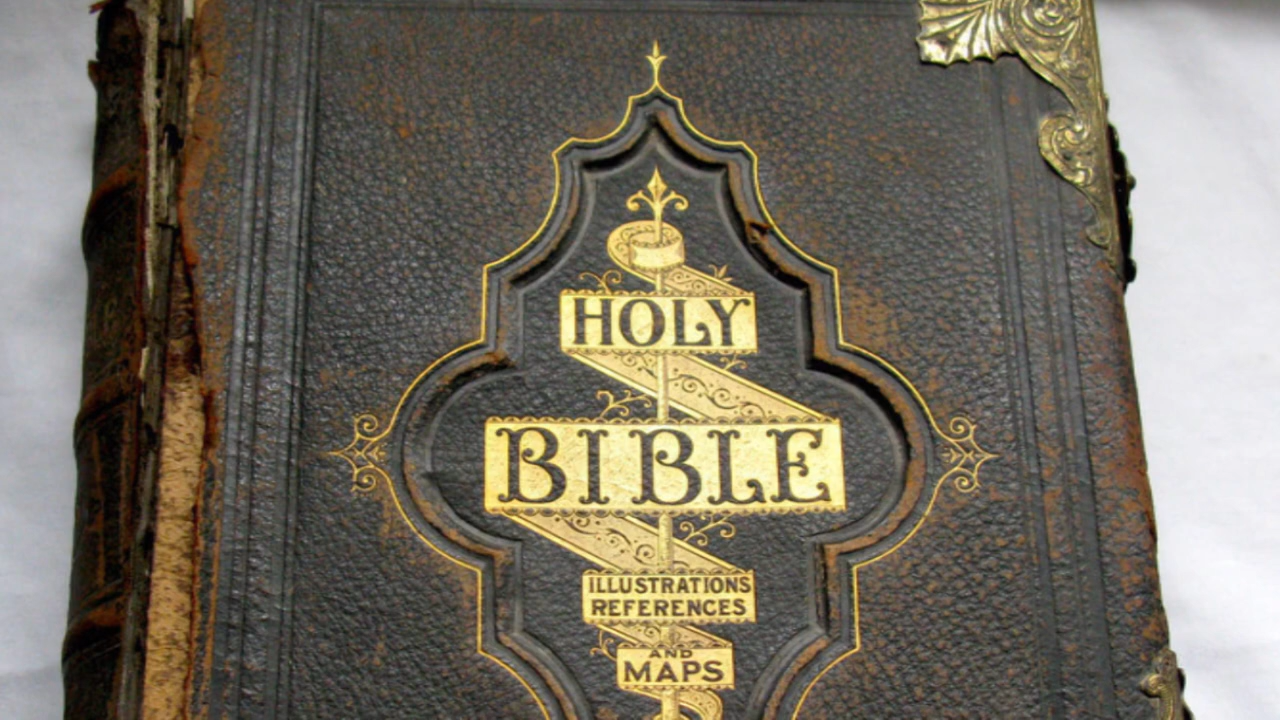 HOLY
BIBLE
ILLUSTRATIONS
REFERENCES
AND
MAPS